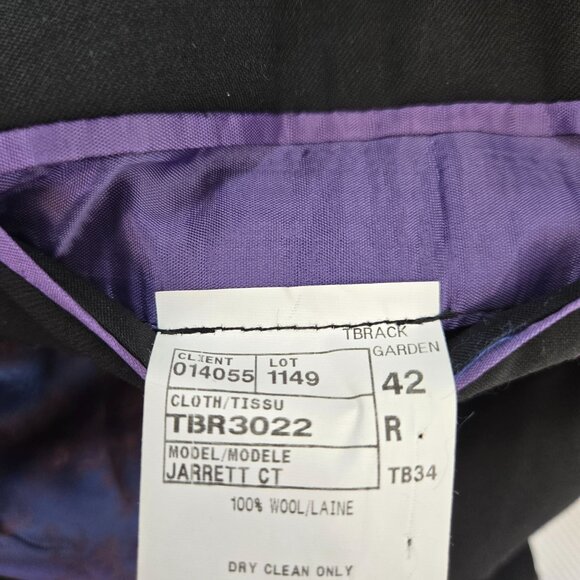 TBRACK
CLIENT LOT GARDEN
014055 1149 42
CLOTH/TISSU
TBR3022 R
MODEL/MODELE
JARRETT CT TB34
100% WOOL/LAINE
DRY CLEAN ONLY